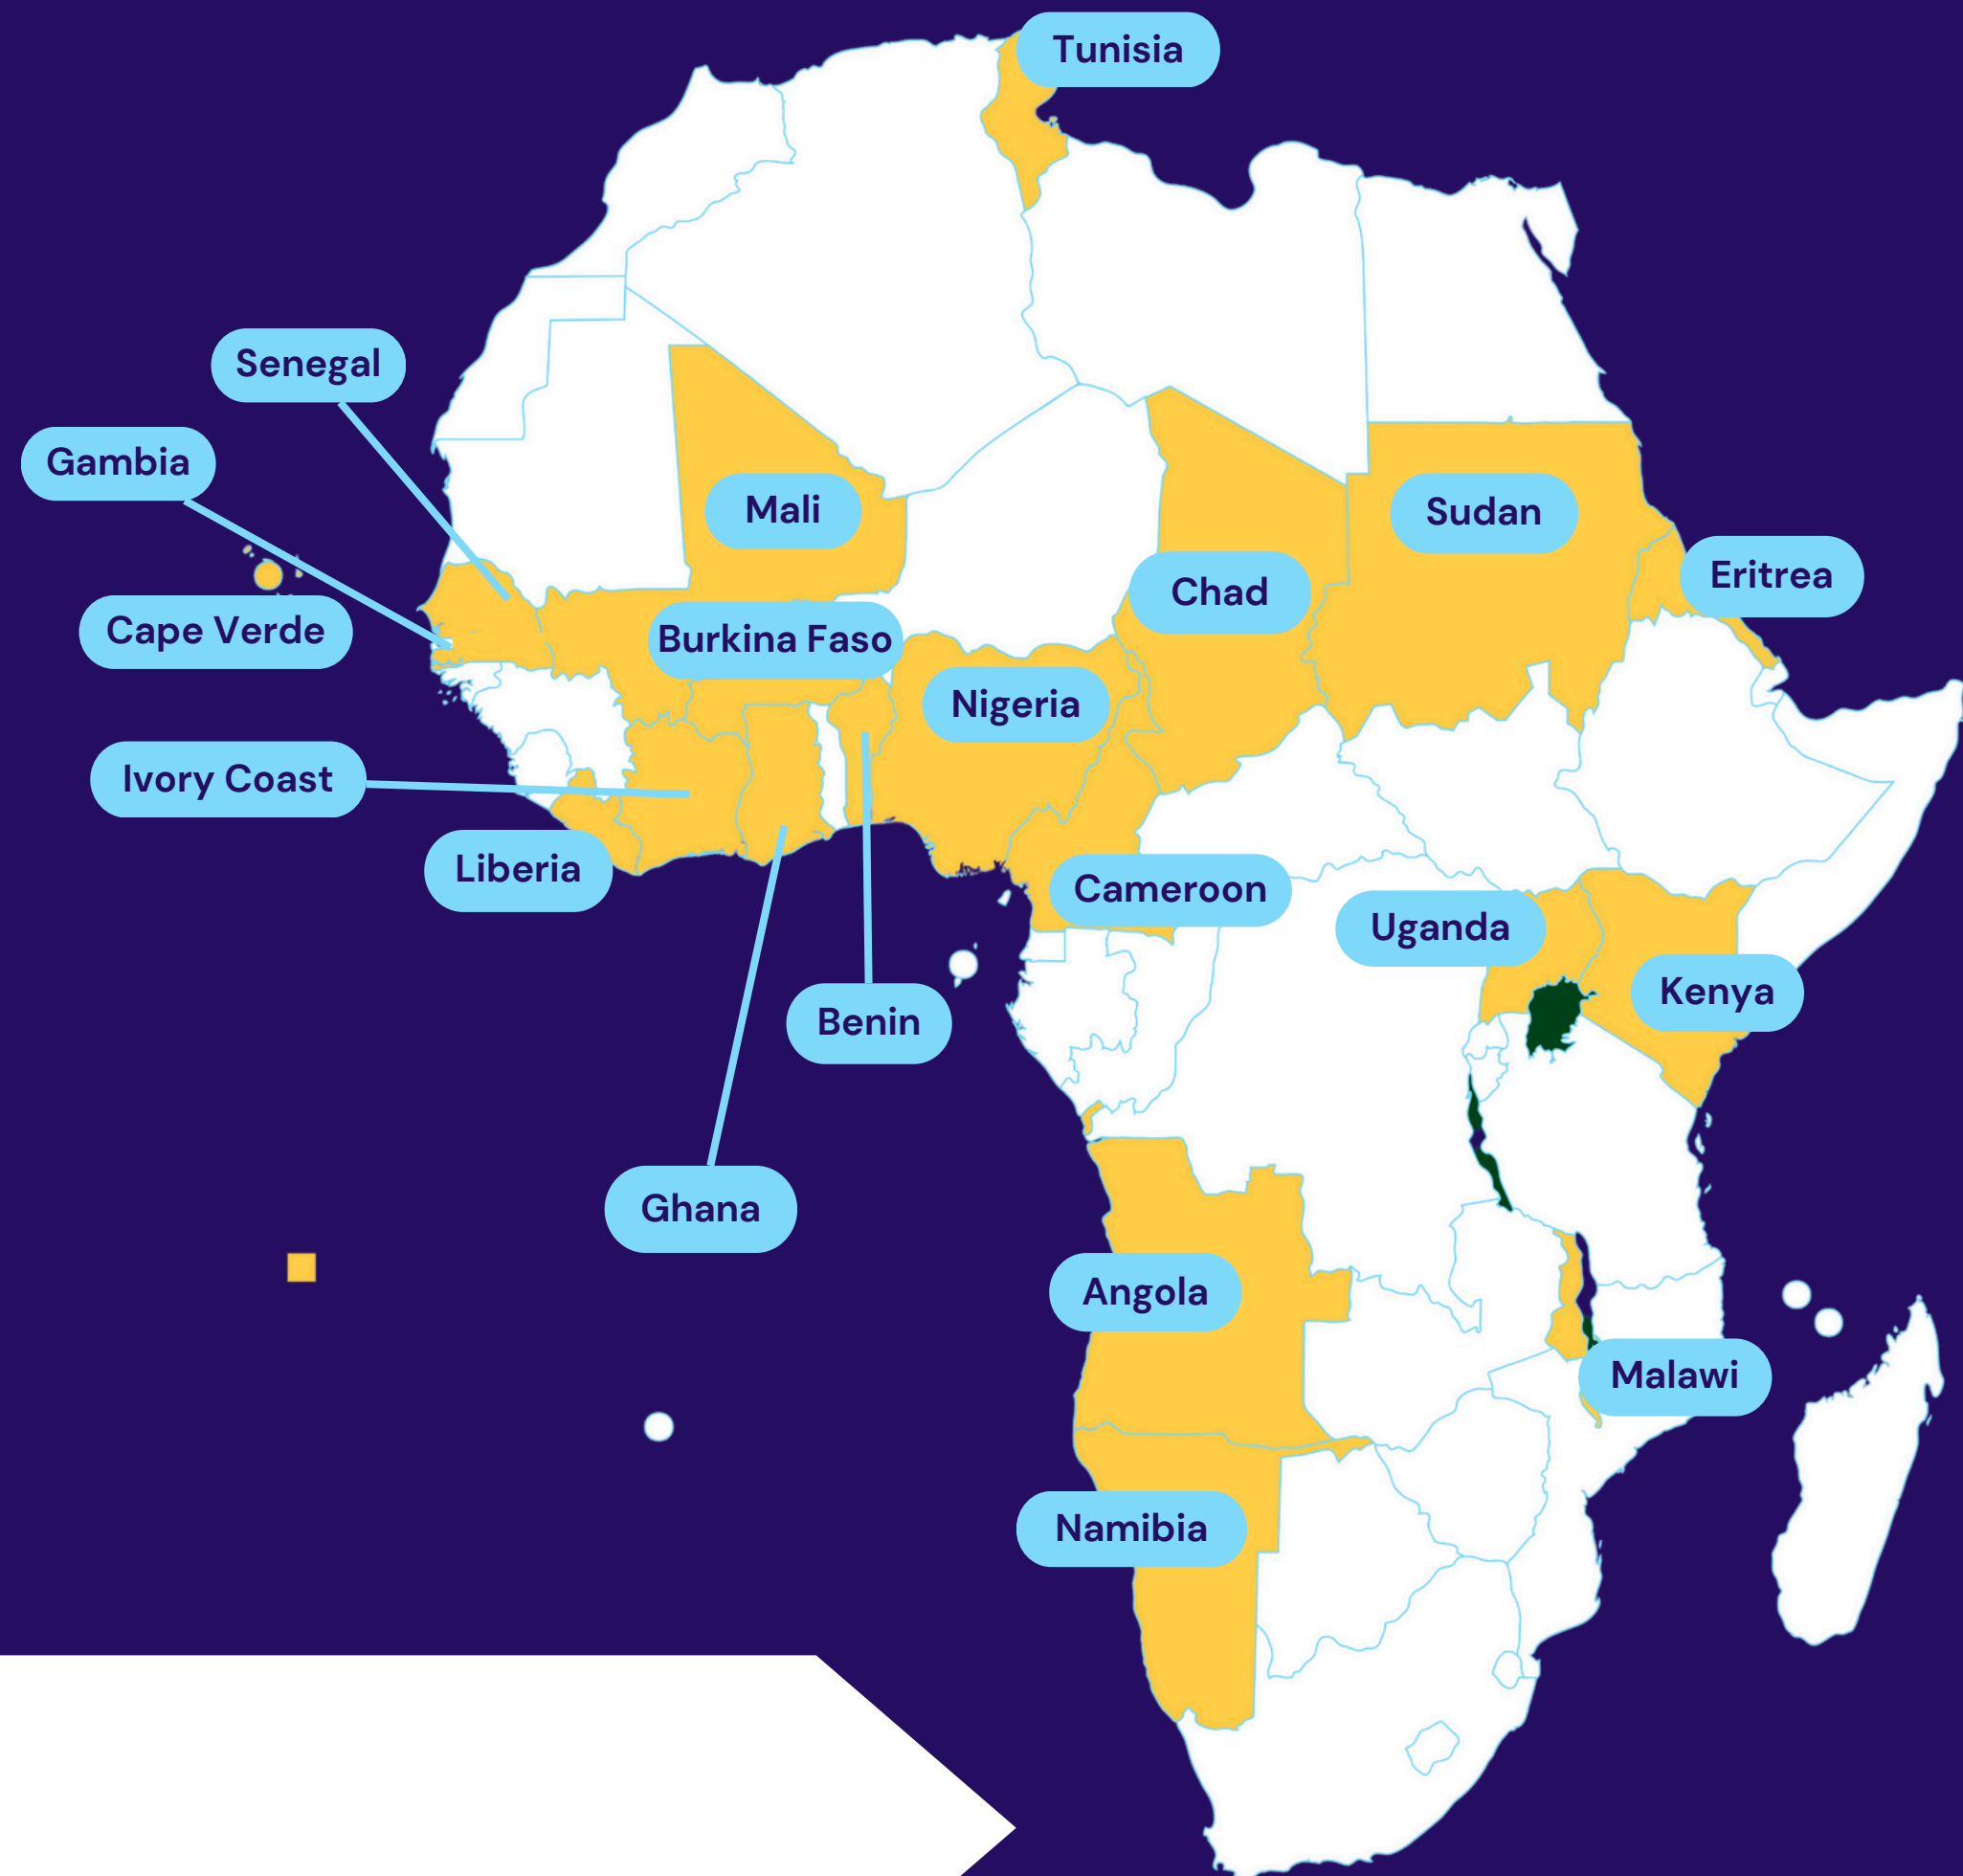 Tunisia
Senegal
Gambia
Mali
Sudan
Eritrea
Chad
Cape Verde
Burkina Faso
Nigeria
Ivory Coast
Liberia
Cameroon
Uganda
Kenya
Benin
Ghana
Angola
Malawi
Namibia